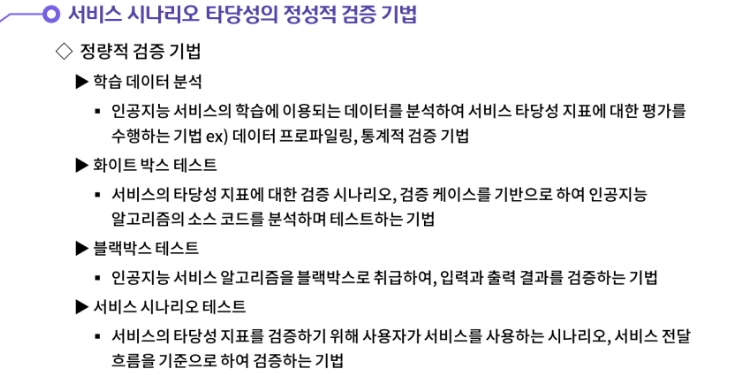 서비스 시나리오 타당성의 정성적 검증 기법
◇ 정량적 검증 기법
▶ 학습 데이터 분석
▪ 인공지능 서비스의 학습에 이용되는 데이터를 분석하여 서비스 타당성 지표에 대한 평가를
수행하는 기법 ex) 데이터 프로파일링, 통계적 검증 기법
▶ 화이트 박스 테스트
▪ 서비스의 타당성 지표에 대한 검증 시나리오, 검증 케이스를 기반으로 하여 인공지능
알고리즘의 소스 코드를 분석하며 테스트하는 기법
▶ 블랙박스 테스트
▪ 인공지능 서비스 알고리즘을 블랙박스로 취급하여, 입력과 출력 결과를 검증하는 기법
▶ 서비스 시나리오 테스트
▪ 서비스의 타당성 지표를 검증하기 위해 사용자가 서비스를 사용하는 시나리오, 서비스 전달
흐름을 기준으로 하여 검증하는 기법